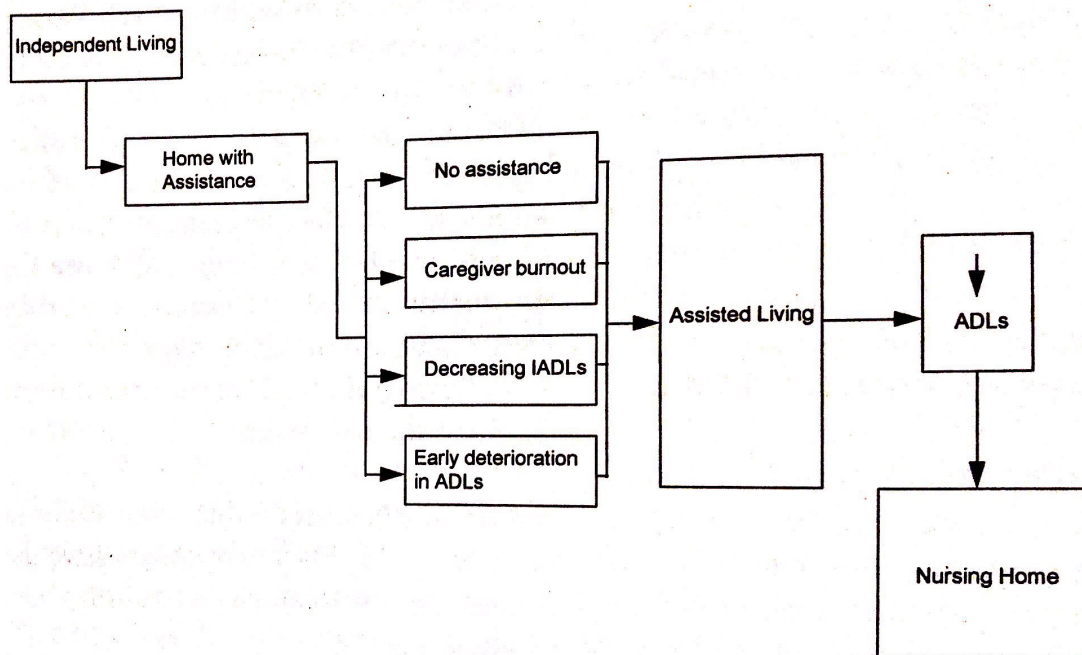 Independent Living
Home with
Assistance
No assistance
Caregiver burnout
Decreasing IADLs
Early deterioration
in ADLs
Assisted Living
ADLs
Nursing Home